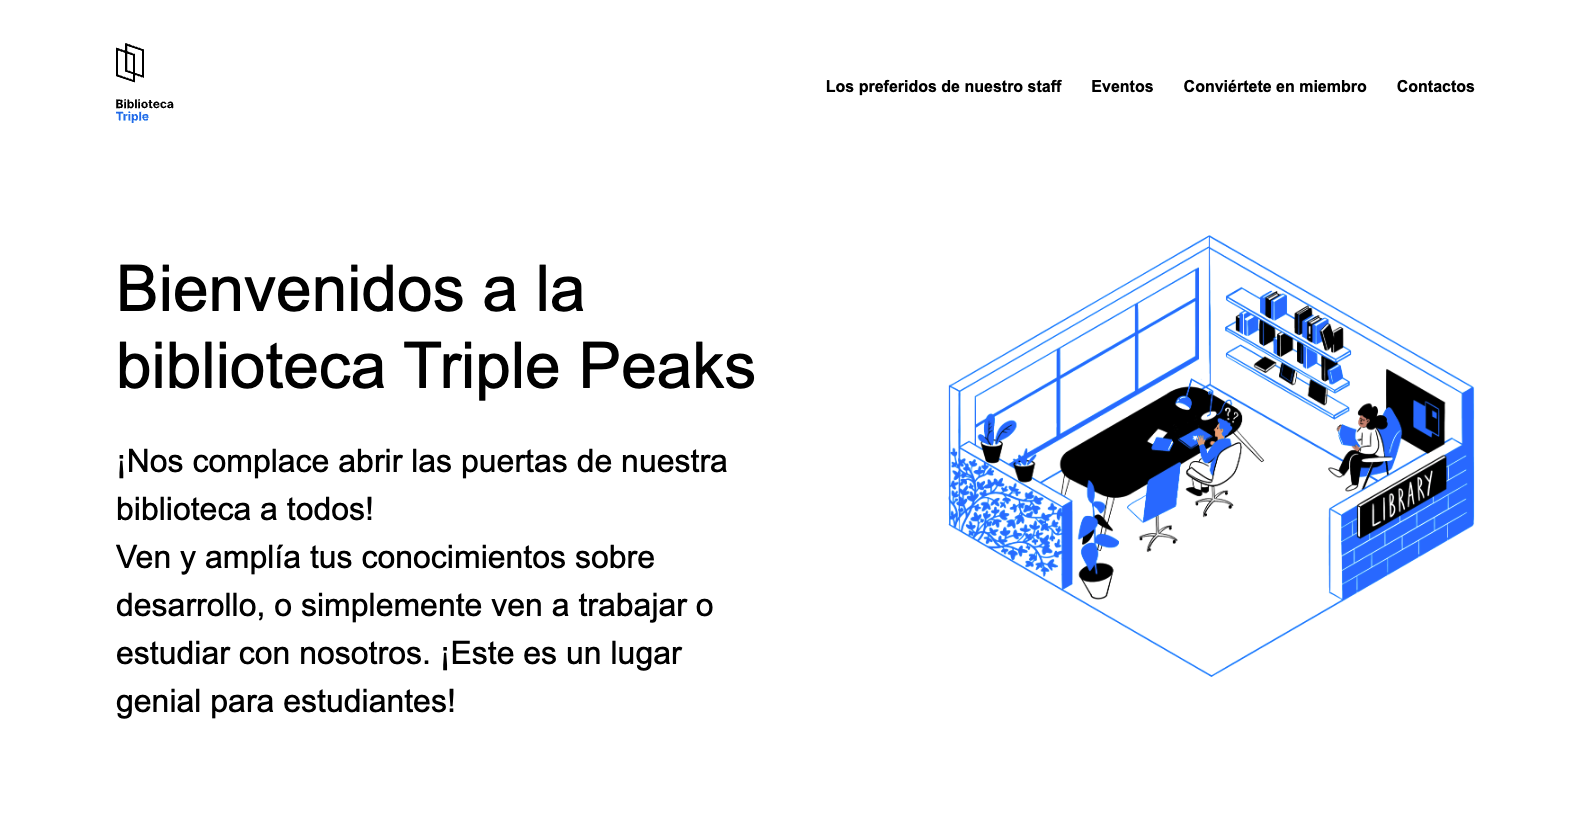 Biblioteca
Triple
Los preferidos de nuestro staff Eventos Conviértete en miembro Contactos
Bienvenidos a la
biblioteca Triple Peaks
¡Nos complace abrir las puertas de nuestra
biblioteca a todos!
Ven y amplía tus conocimientos sobre
desarrollo, o simplemente ven a trabajar o
estudiar con nosotros. ¡Este es un lugar
genial para estudiantes!
??
LIBRARY